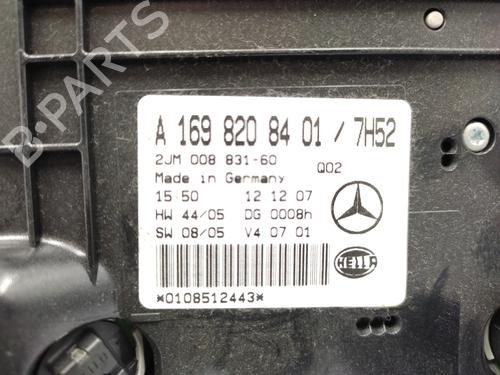 A 169 820 84 01 / 7H52
2JM 008 831-60
Q02
Made in Germany
15:50 12 12 07
HW 44/05 DG 0008h
SW 08/05 V4 07 01
HELLA
*0108512443*
B-PARTS